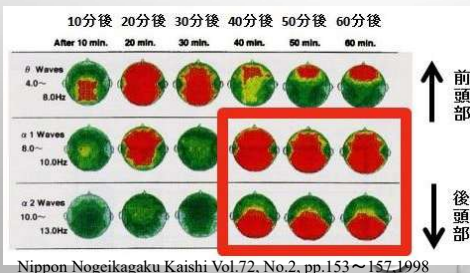 10分後 20分後 30分後 40分後 50分後 60分後
After 10 min. 20 min. 30 min. 40 min. 50 min. 60 min.
θ Waves
4.0～
8.0Hz
α1 Waves
8.0～
10.0Hz
α2 Waves
10.0～
13.0Hz
前頭部
後頭部
Nippon Nogeikagaku Kaishi Vol.72, No.2, pp.153～157,1998